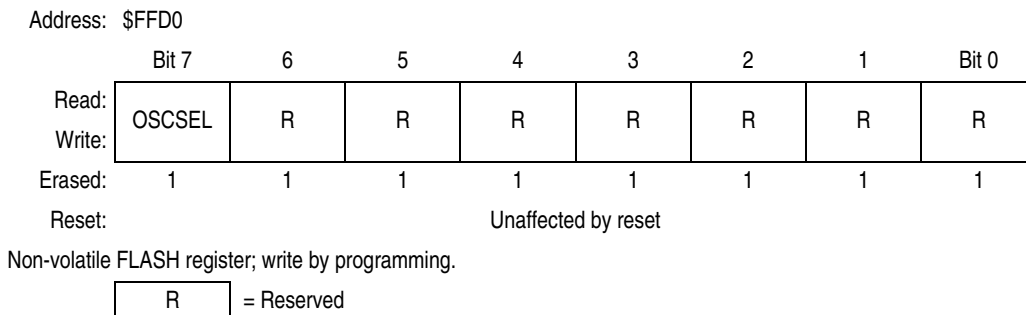 Address: $FFD0
Bit 7 6 5 4 3 2 1 Bit 0
Read:
OSCSEL R R R R R R R
Write:
Erased: 1 1 1 1 1 1 1 1
Reset: Unaffected by reset
Non-volatile FLASH register; write by programming.
R = Reserved